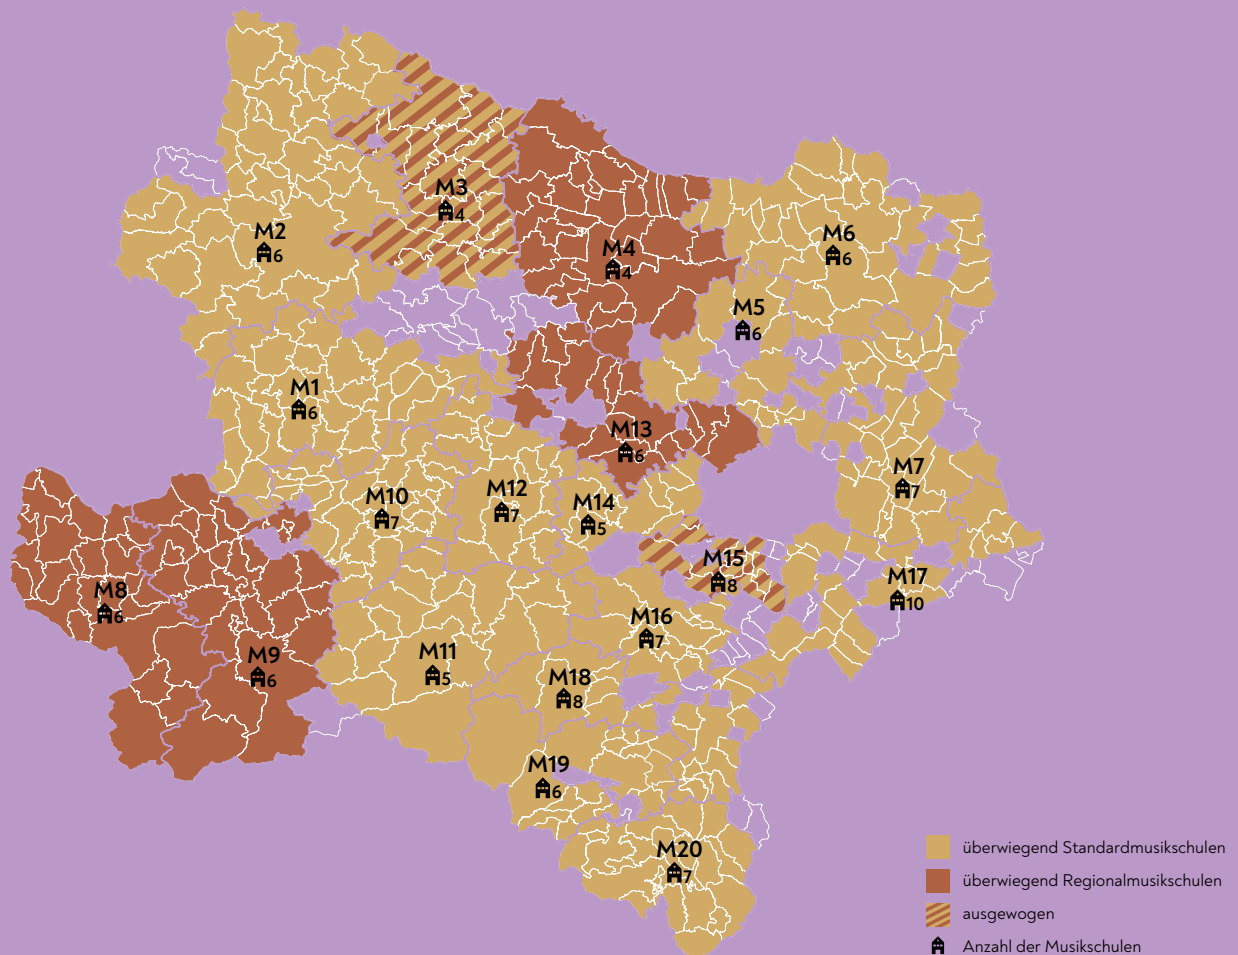 M3
4
M2
6
M4
4
M6
6
M5
6
M1
6
M13
6
M7
7
M10
7
M12
7
M14
5
M15
8
M17
10
M8
6
M16
7
M9
6
M11
5
M18
8
M19
6
M20
7
überwiegend Standardmusikschulen
überwiegend Regionalmusikschulen
ausgewogen
Anzahl der Musikschulen